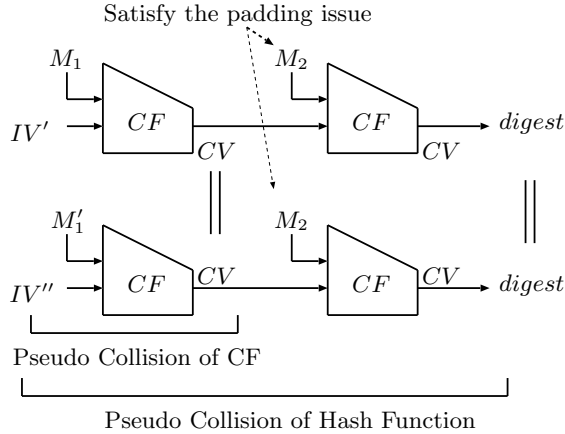 Satisfy the padding issue
M₁ M₂
IV′ CF CF digest
CV CV
M₁′ M₂
IV″ CF CV CF CV digest
Pseudo Collision of CF
Pseudo Collision of Hash Function